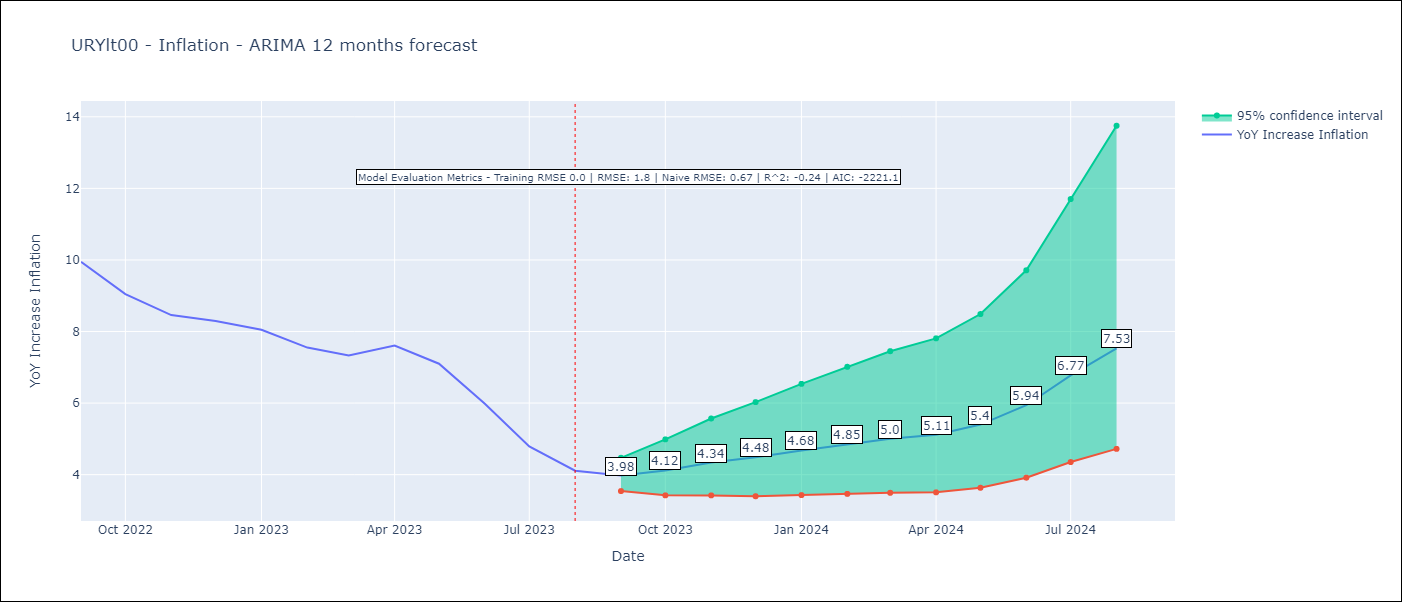 URYlt00 - Inflation - ARIMA 12 months forecast
14
12
10
8
6
4
YoY Increase Inflation
Model Evaluation Metrics - Training RMSE 0.0 | RMSE: 1.8 | Naive RMSE: 0.67 | R^2: -0.24 | AIC: -2221.1
3.98
4.12
4.34
4.48
4.68
4.85
5.0
5.11
5.4
5.94
6.77
7.53
Oct 2022
Jan 2023
Apr 2023
Jul 2023
Oct 2023
Jan 2024
Apr 2024
Jul 2024
Date
95% confidence interval
YoY Increase Inflation